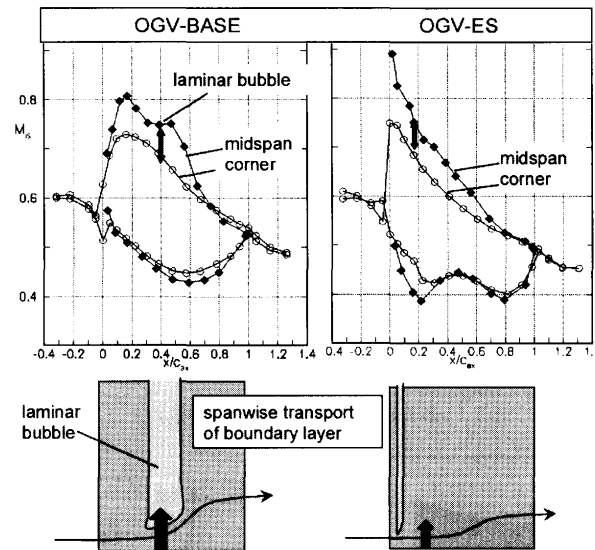 OGV-BASE
OGV-ES
laminar bubble
midspan
corner
midspan
corner
M_is
0.8
0.6
0.4
-0.4 -0.2 0 0.2 0.4 0.6 0.8 1 1.2 1.4
x/c_ax
-0.4 -0.2 0 0.2 0.4 0.6 0.8 1 1.2 1.
x/c_ax
laminar
bubble
spanwise transport
of boundary layer